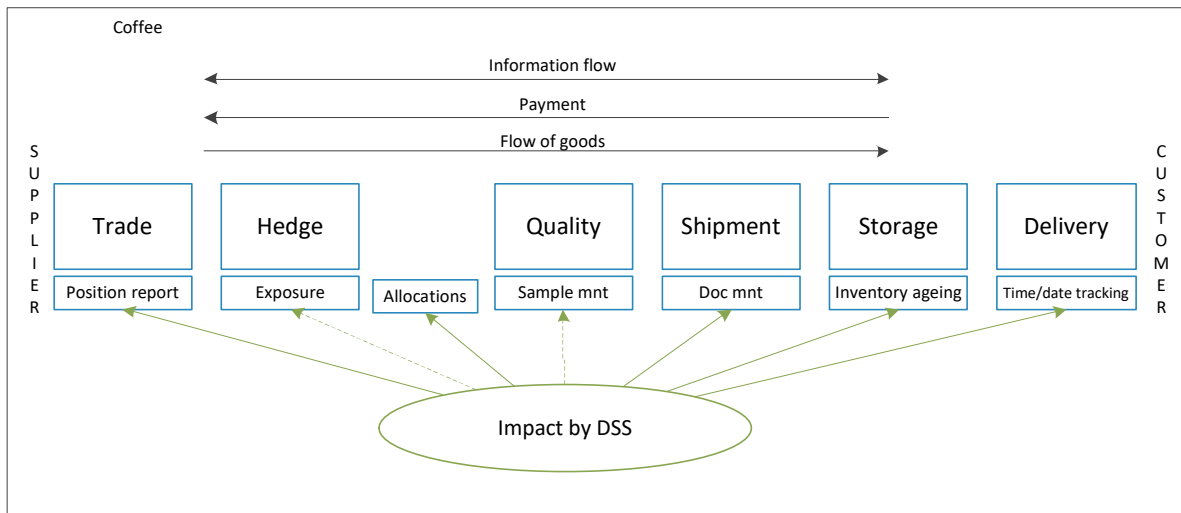 Coffee
Information flow
Payment
Flow of goods
SUPPLIER
CUSTOMER
Trade
Hedge
Quality
Shipment
Storage
Delivery
Position report
Exposure
Allocations
Sample mnt
Doc mnt
Inventory ageing
Time/date tracking
Impact by DSS